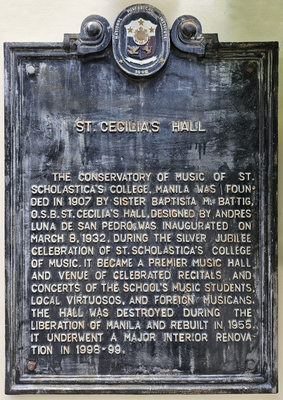 ST. CECILIA'S HALL
THE CONSERVATORY OF MUSIC OF ST.
SCHOLASTICA'S COLLEGE, MANILA WAS FOUN-
DED IN 1907 BY SISTER BAPTISTA M. BATTIG,
O.S.B. ST. CECILIA'S HALL, DESIGNED BY ANDRES
LUNA DE SAN PEDRO, WAS INAUGURATED ON
MARCH 8, 1932, DURING THE SILVER JUBILEE
CELEBRATION OF ST. SCHOLASTICA'S COLLEGE
OF MUSIC. IT BECAME A PREMIER MUSIC HALL
AND VENUE OF CELEBRATED RECITALS AND
CONCERTS OF THE SCHOOL'S MUSIC STUDENTS,
LOCAL VIRTUOSOS, AND FOREIGN MUSICIANS.
THE HALL WAS DESTROYED DURING THE
LIBERATION OF MANILA AND REBUILT IN 1955.
IT UNDERWENT A MAJOR INTERIOR RENOVA-
TION IN 1998-99.